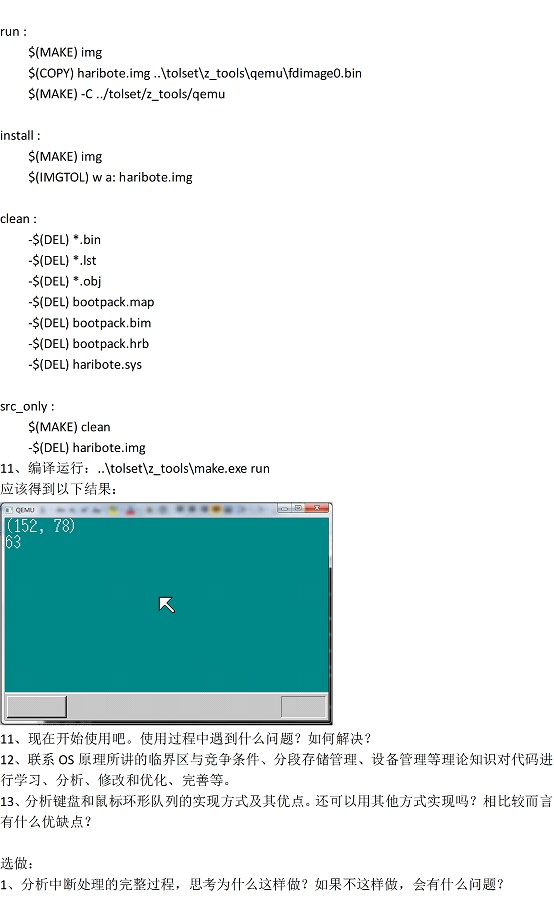 run :
$(MAKE) img
$(COPY) haribote.img ..\tolset\z_tools\qemu\fdimage0.bin
$(MAKE) -C ../tolset/z_tools/qemu
install :
$(MAKE) img
$(IMGTOL) w a: haribote.img
clean :
-$(DEL) *.bin
-$(DEL) *.lst
-$(DEL) *.obj
-$(DEL) bootpack.map
-$(DEL) bootpack.bim
-$(DEL) bootpack.hrb
-$(DEL) haribote.sys
src_only :
$(MAKE) clean
-$(DEL) haribote.img
11、编译运行：..\tolset\z_tools\make.exe run
应该得到以下结果：
QEMU
(152, 78)
63
11、现在开始使用吧。使用过程中遇到什么问题？如何解决？
12、联系 OS 原理所讲的临界区与竞争条件、分段存储管理、设备管理等理论知识对代码进
行学习、分析、修改和优化、完善等。
13、分析键盘和鼠标环形队列的实现方式及其优点。还可以用其他方式实现吗？相比较而言
有什么优缺点？
选做：
1、分析中断处理的完整过程，思考为什么这样做？如果不这样做，会有什么问题？